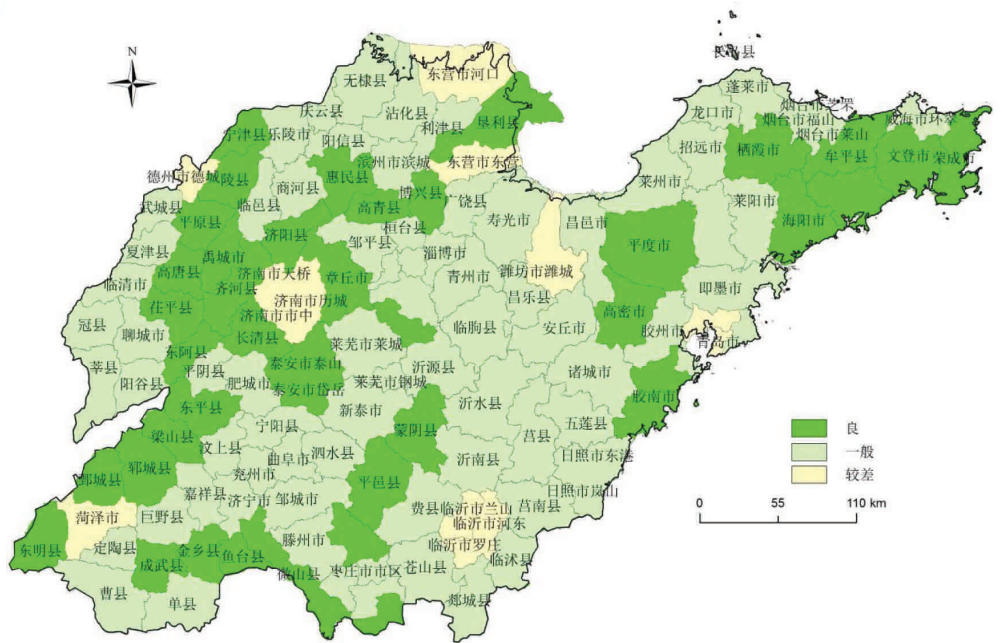 N
长岛县
蓬莱市
龙口市
烟台市芝罘
烟台市福山
烟台市莱山
威海市环翠
招远市
栖霞市
牟平县
文登市
荣成市
莱州市
莱阳市
海阳市
无棣县
东营市河口
庆云县
沾化县
利津县
垦利县
宁津县
乐陵市
阳信县
滨州市滨城
东营市东营
德州市德城
陵县
惠民县
商河县
博兴县
武城县
临邑县
高青县
广饶县
平原县
桓台县
寿光市
昌邑市
济阳县
邹平县
夏津县
禹城市
淄博市
平度市
高唐县
济南市天桥
章丘市
青州市
潍坊市潍城
临清市
齐河县
济南市历城
昌乐县
即墨市
茌平县
济南市市中
高密市
冠县
聊城市
长清县
临朐县
安丘市
胶州市
青岛市
莱芜市莱城
东阿县
泰安市泰山
莘县
阳谷县
平阴县
肥城市
沂源县
诸城市
泰安市岱岳
莱芜市钢城
胶南市
东平县
新泰市
沂水县
梁山县
宁阳县
蒙阴县
五莲县
汶上县
莒县
泗水县
曲阜市
沂南县
日照市东港
郓城县
兖州市
鄄城县
平邑县
日照市岚山
嘉祥县
济宁市
邹城市
费县
临沂市兰山
莒南县
菏泽市
巨野县
临沂市河东
东明县
定陶县
金乡县
鱼台县
滕州市
临沂市罗庄
成武县
微山县
枣庄市市区
苍山县
临沭县
曹县
单县
郯城县
良
一般
较差
0
55
110 km